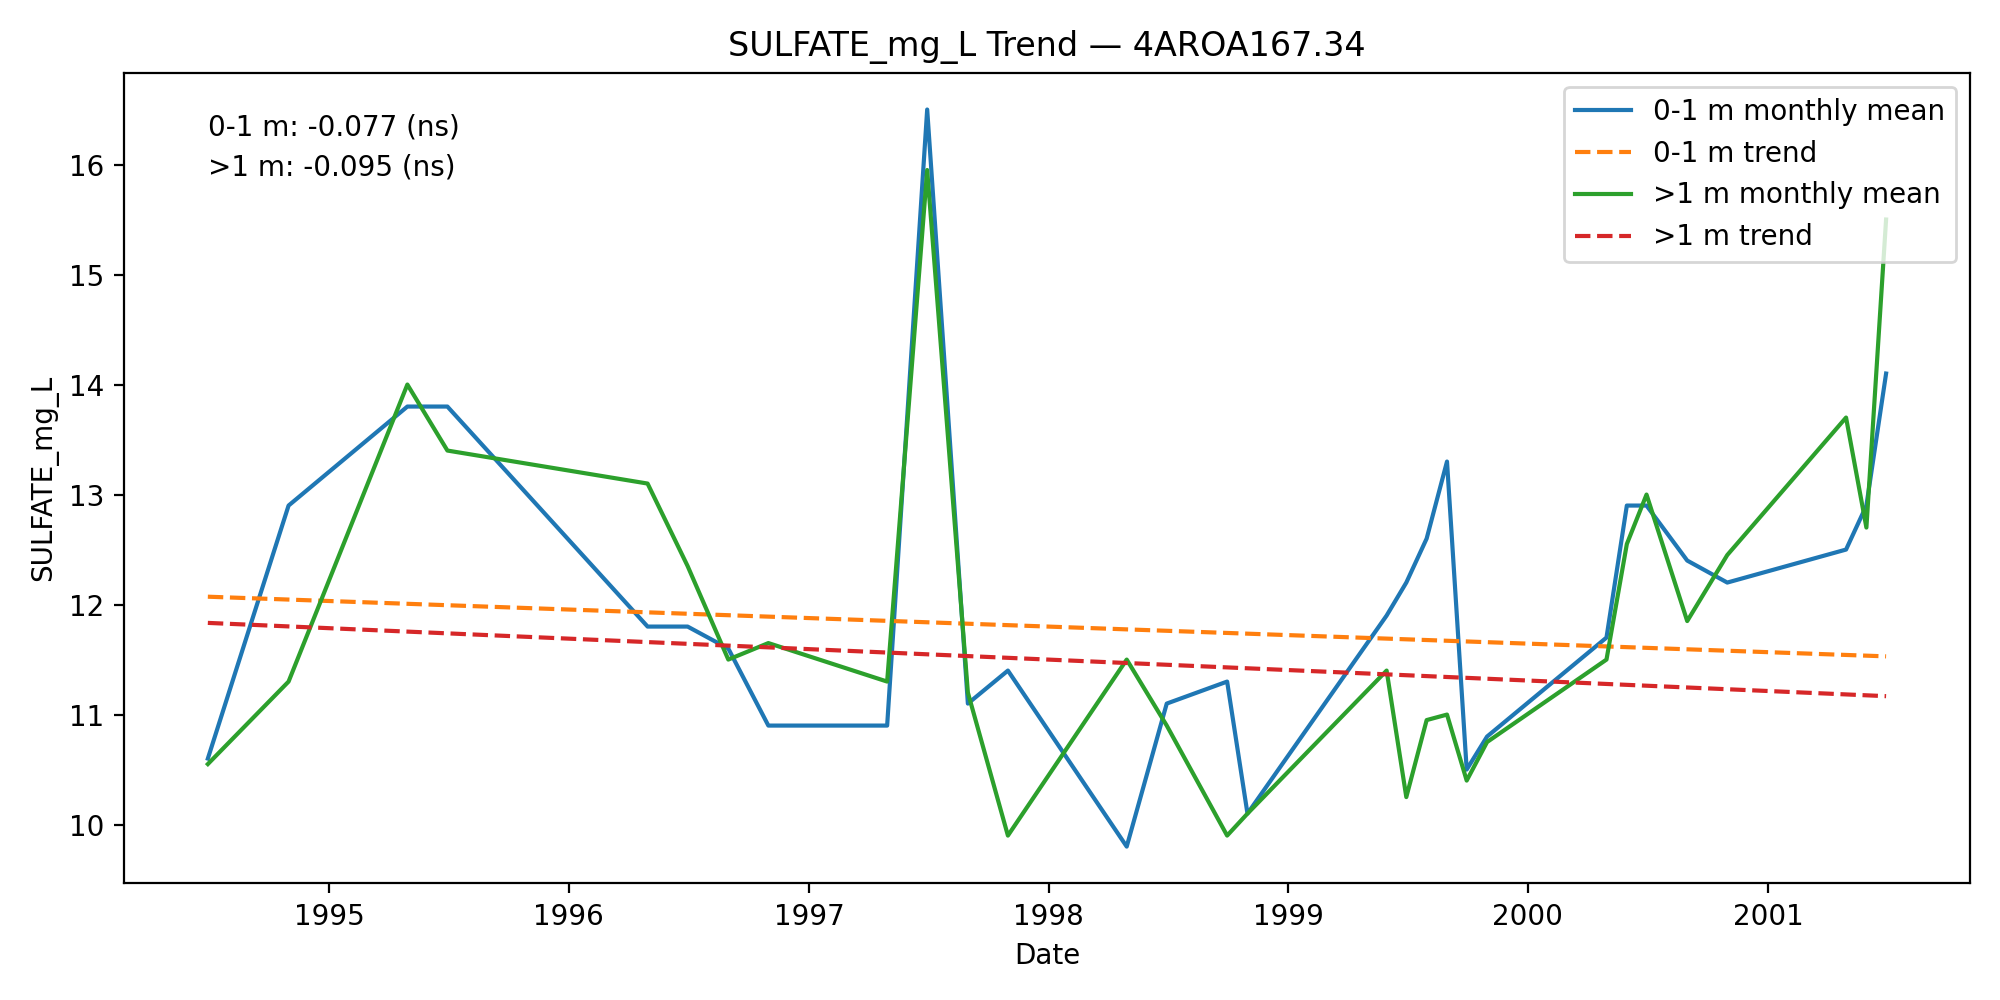 SULFATE_mg_L Trend — 4AROA167.34
0-1 m: -0.077 (ns)
>1 m: -0.095 (ns)
0-1 m monthly mean
0-1 m trend
>1 m monthly mean
>1 m trend
SULFATE_mg_L
16
15
14
13
12
11
10
1995
1996
1997
1998
1999
2000
2001
Date